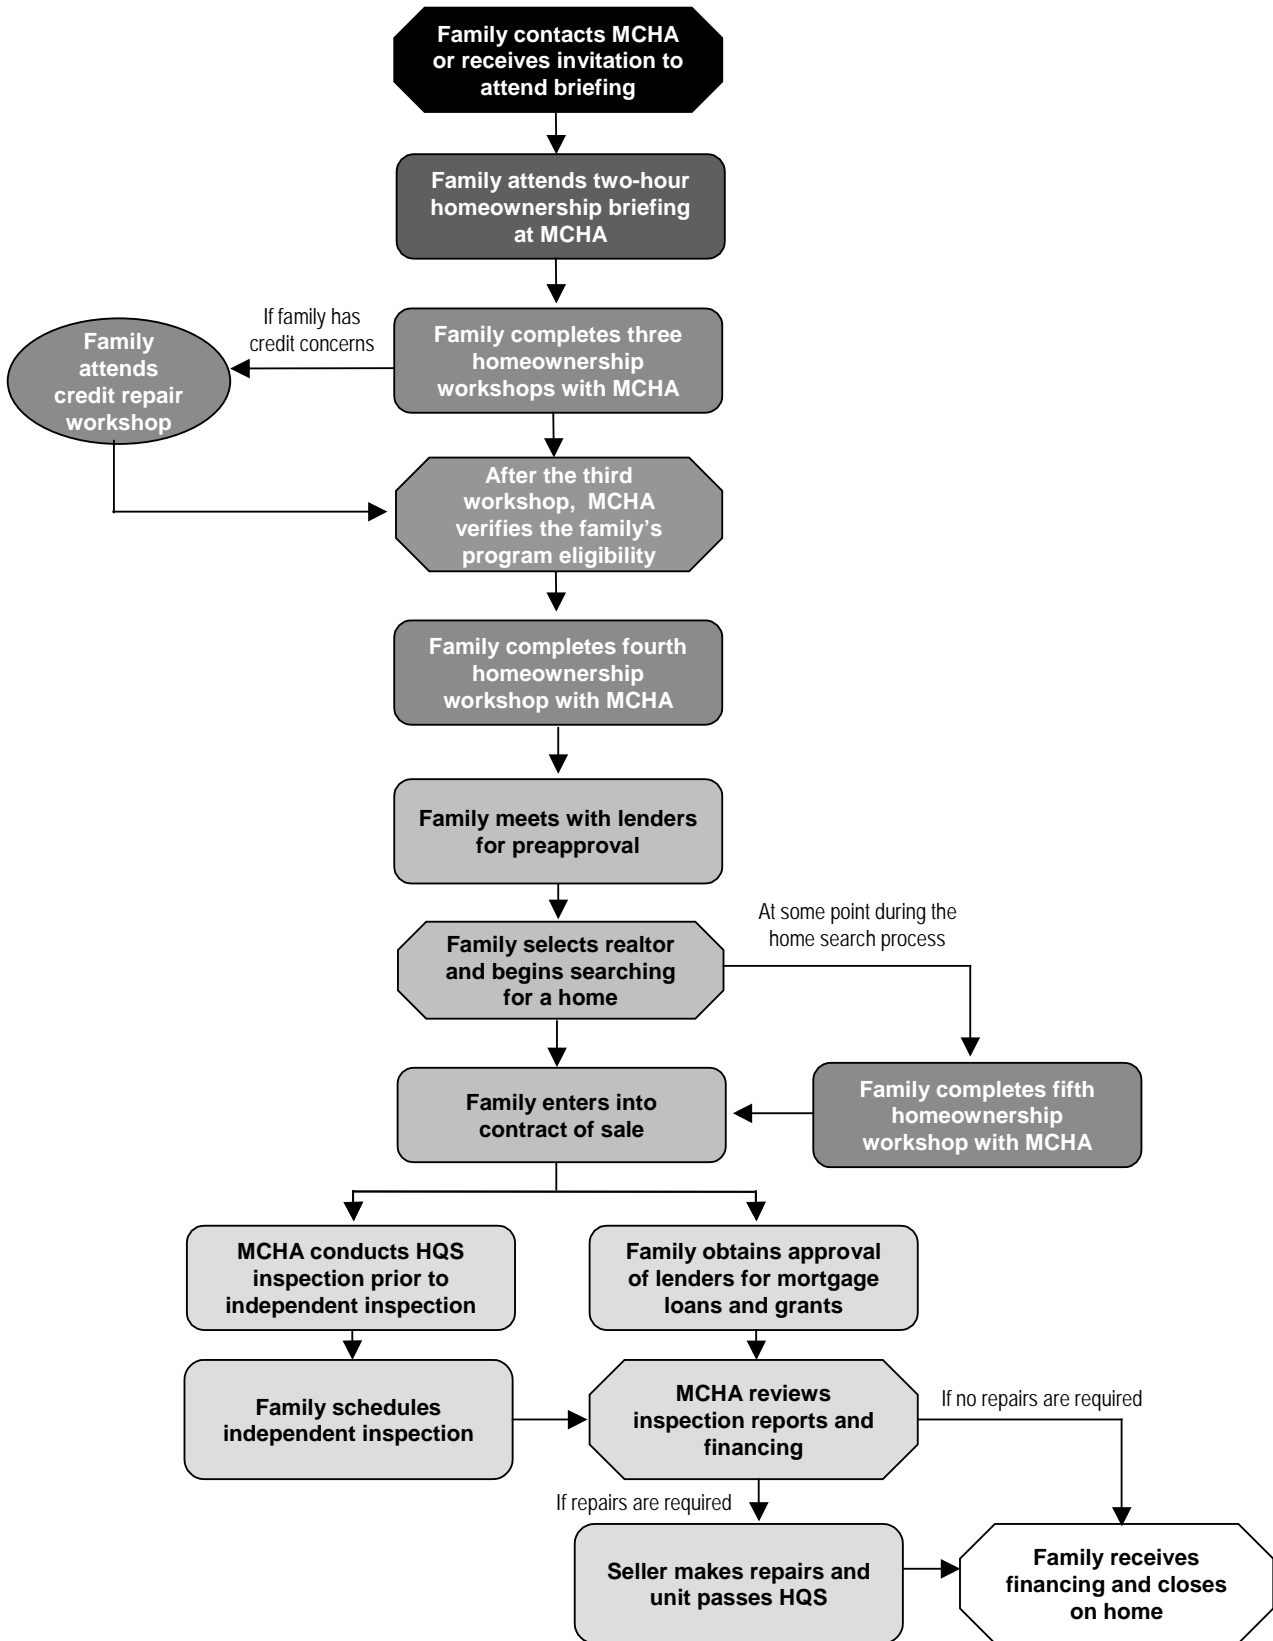 Family contacts MCHA
or receives invitation to
attend briefing
Family attends two-hour
homeownership briefing
at MCHA
If family has
credit concerns
Family completes three
homeownership
workshops with MCHA
Family
attends
credit repair
workshop
After the third
workshop, MCHA
verifies the family's
program eligibility
Family completes fourth
homeownership
workshop with MCHA
Family meets with lenders
for preapproval
At some point during the
home search process
Family selects realtor
and begins searching
for a home
Family completes fifth
homeownership
workshop with MCHA
Family enters into
contract of sale
MCHA conducts HQS
inspection prior to
independent inspection
Family obtains approval
of lenders for mortgage
loans and grants
Family schedules
independent inspection
MCHA reviews
inspection reports and
financing
If no repairs are required
If repairs are required
Seller makes repairs and
unit passes HQS
Family receives
financing and closes
on home